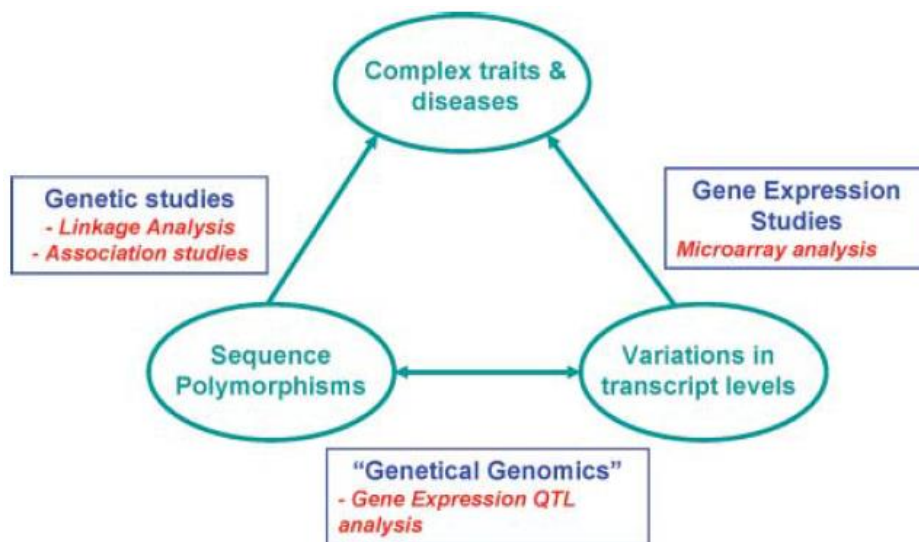 Complex traits &
diseases
Genetic studies
- Linkage Analysis
- Association studies
Gene Expression
Studies
Microarray analysis
Sequence
Polymorphisms
Variations in
transcript levels
“Genetical Genomics”
- Gene Expression QTL
analysis